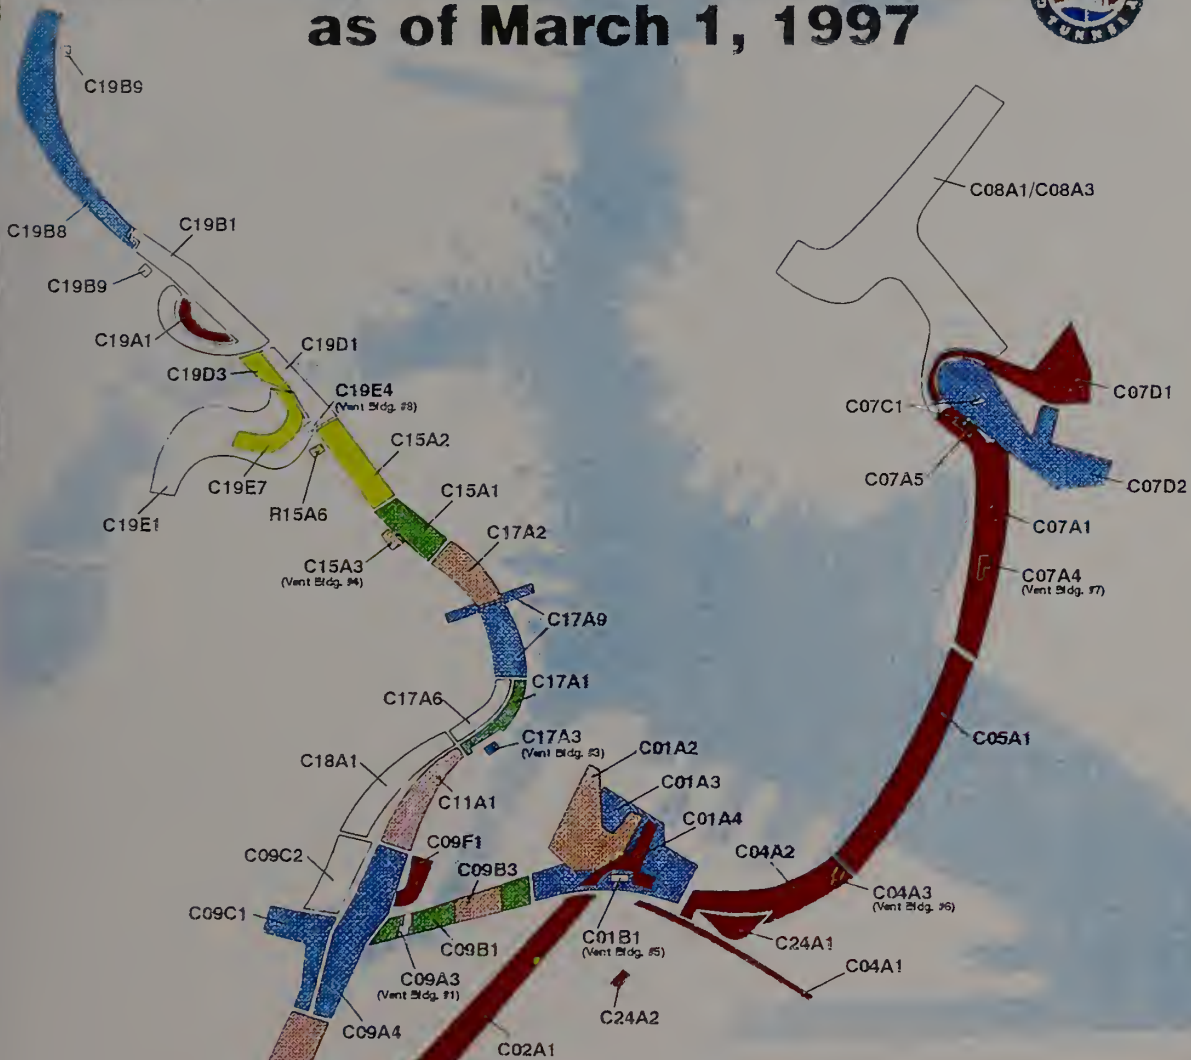 as of March 1, 1997
TUNNEL
C19B9
C08A1/C08A3
C19B8
C19B1
C19B9
C19A1
C19D1
C19D3
C19E4
(Vent Bldg. #8)
C07D1
C07C1
C15A2
C07A5
C19E7
C15A1
C07D2
R15A6
C19E1
C07A1
C17A2
C15A3
(Vent Bldg. #4)
C07A4
(Vent Bldg. #7)
C17A9
C17A1
C17A6
C17A3
(Vent Bldg. #3)
C05A1
C01A2
C18A1
C01A3
C11A1
C01A4
C09F1
C04A2
C09C2
C09B3
C04A3
(Vent Bldg. #6)
C09C1
C01B1
(Vent Bldg. #5)
C24A1
C09B1
C04A1
C09A3
(Vent Bldg. #1)
C24A2
C09A4
C02A1